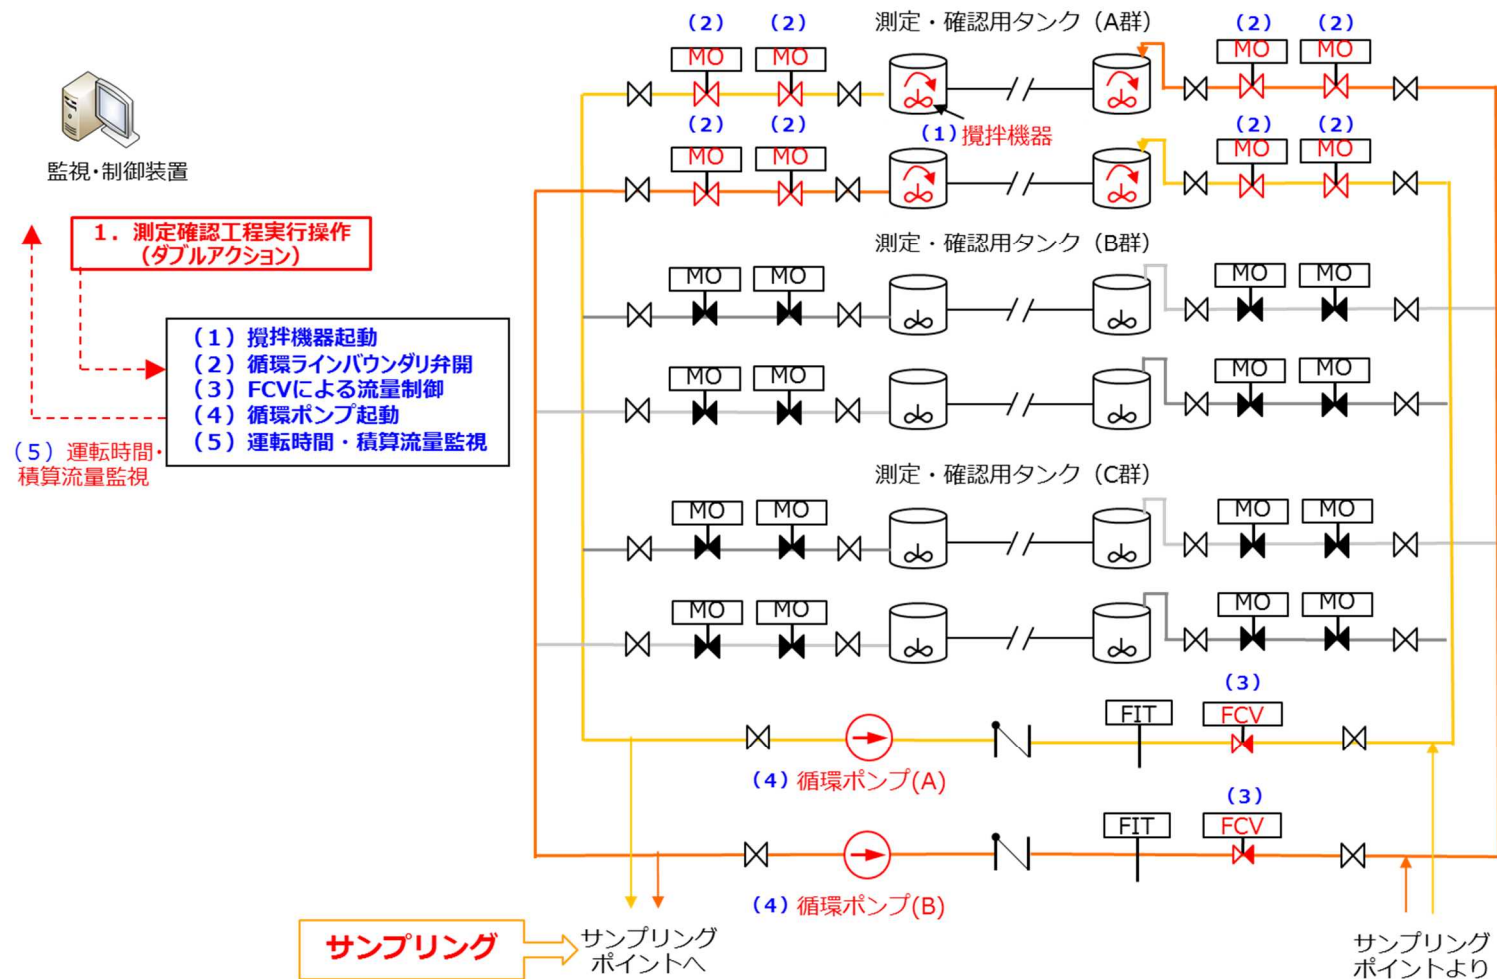 (2) (2) 測定・確認用タンク（A群） (2) (2)
MO MO MO MO
(1) 攪拌機器
(2) (2) (2) (2)
MO MO MO MO
監視・制御装置
1．測定確認工程実行操作
（ダブルアクション）
測定・確認用タンク（B群）
MO MO MO MO
（1）攪拌機器起動
（2）循環ラインバウンダリ弁開
（3）FCVによる流量制御
（4）循環ポンプ起動
（5）運転時間・積算流量監視
MO MO MO MO
（5）運転時間・
積算流量監視
測定・確認用タンク（C群）
MO MO MO MO
MO MO MO MO
(3)
FIT FCV
(4) 循環ポンプ(A)
(3)
FIT FCV
(4) 循環ポンプ(B)
サンプリング
サンプリング
ポイントへ
サンプリング
ポイントより